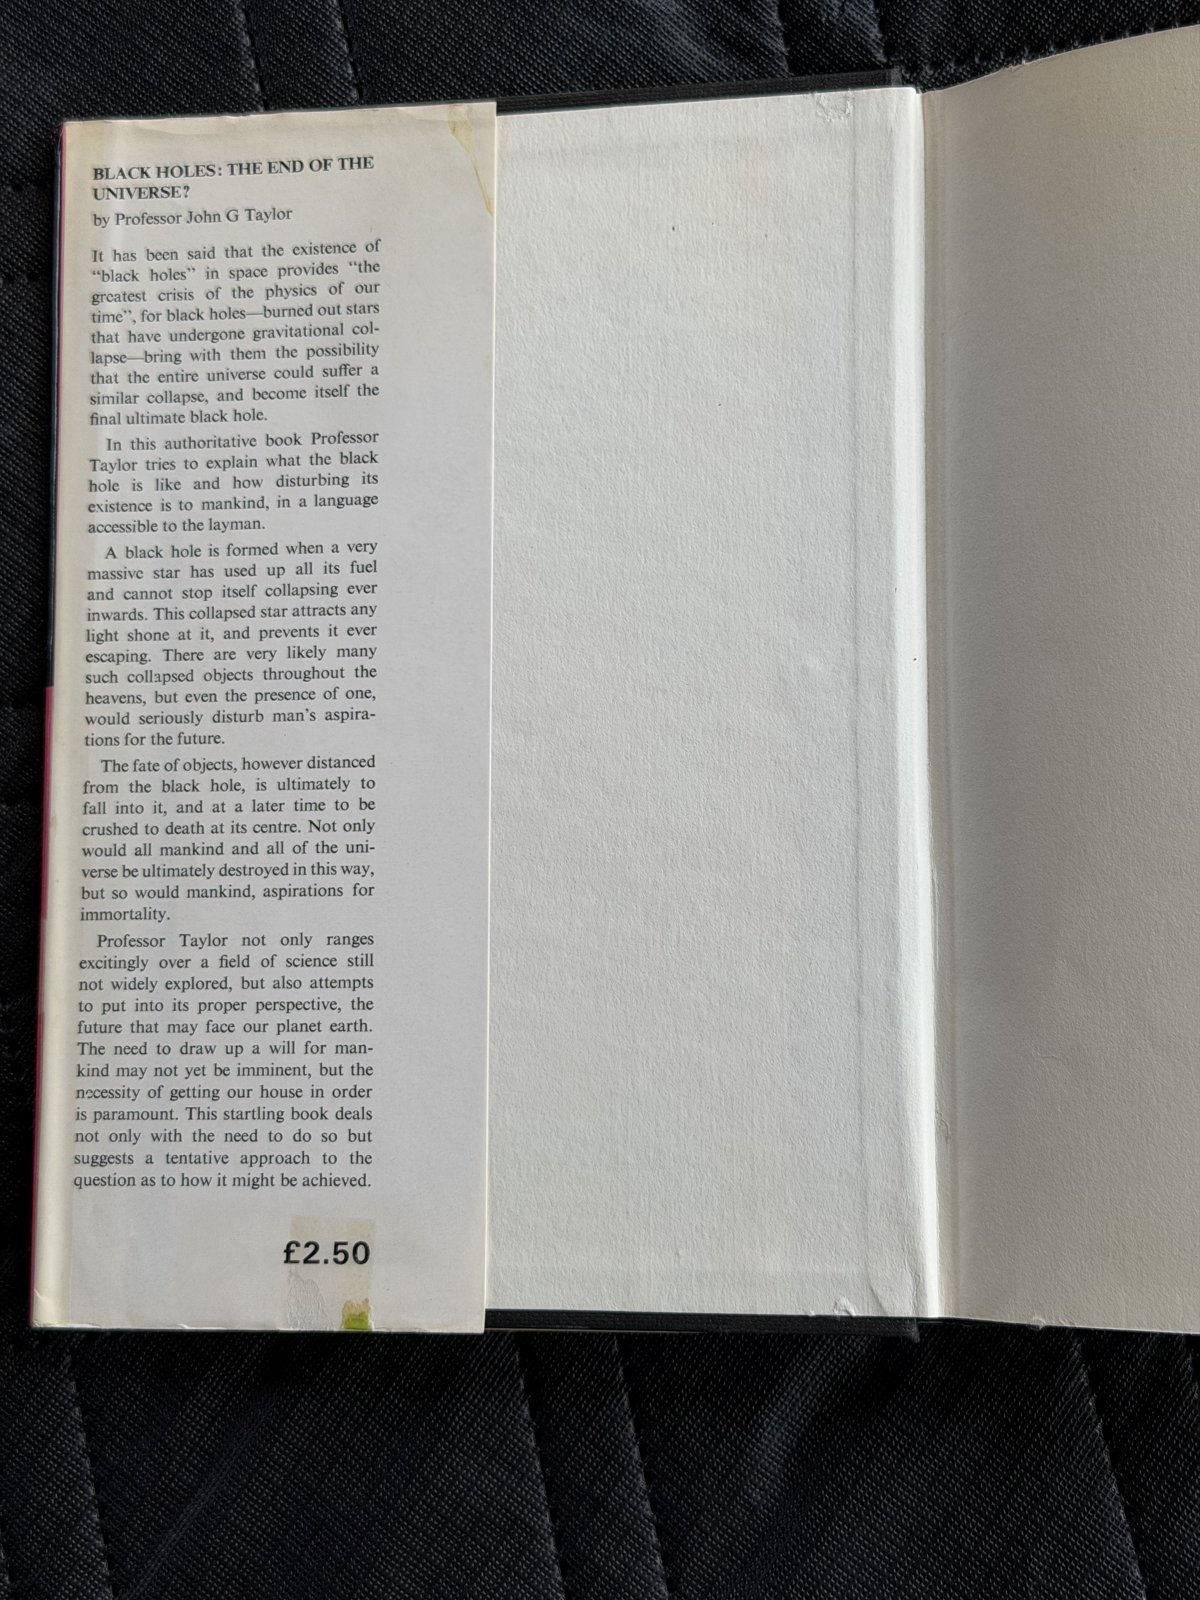 BLACK HOLES: THE END OF THE
UNIVERSE?
by Professor John G Taylor
It has been said that the existence of
“black holes” in space provides “the
greatest crisis of the physics of our
time”, for black holes—burned out stars
that have undergone gravitational col-
lapse—bring with them the possibility
that the entire universe could suffer a
similar collapse, and become itself the
final ultimate black hole.
In this authoritative book Professor
Taylor tries to explain what the black
hole is like and how disturbing its
existence is to mankind, in a language
accessible to the layman.
A black hole is formed when a very
massive star has used up all its fuel
and cannot stop itself collapsing ever
inwards. This collapsed star attracts any
light shone at it, and prevents it ever
escaping. There are very likely many
such collapsed objects throughout the
heavens, but even the presence of one,
would seriously disturb man’s aspira-
tions for the future.
The fate of objects, however distanced
from the black hole, is ultimately to
fall into it, and at a later time to be
crushed to death at its centre. Not only
would all mankind and all of the uni-
verse be ultimately destroyed in this way,
but so would mankind, aspirations for
immortality.
Professor Taylor not only ranges
excitingly over a field of science still
not widely explored, but also attempts
to put into its proper perspective, the
future that may face our planet earth.
The need to draw up a will for man-
kind may not yet be imminent, but the
necessity of getting our house in order
is paramount. This startling book deals
not only with the need to do so but
suggests a tentative approach to the
question as to how it might be achieved.
£2.50